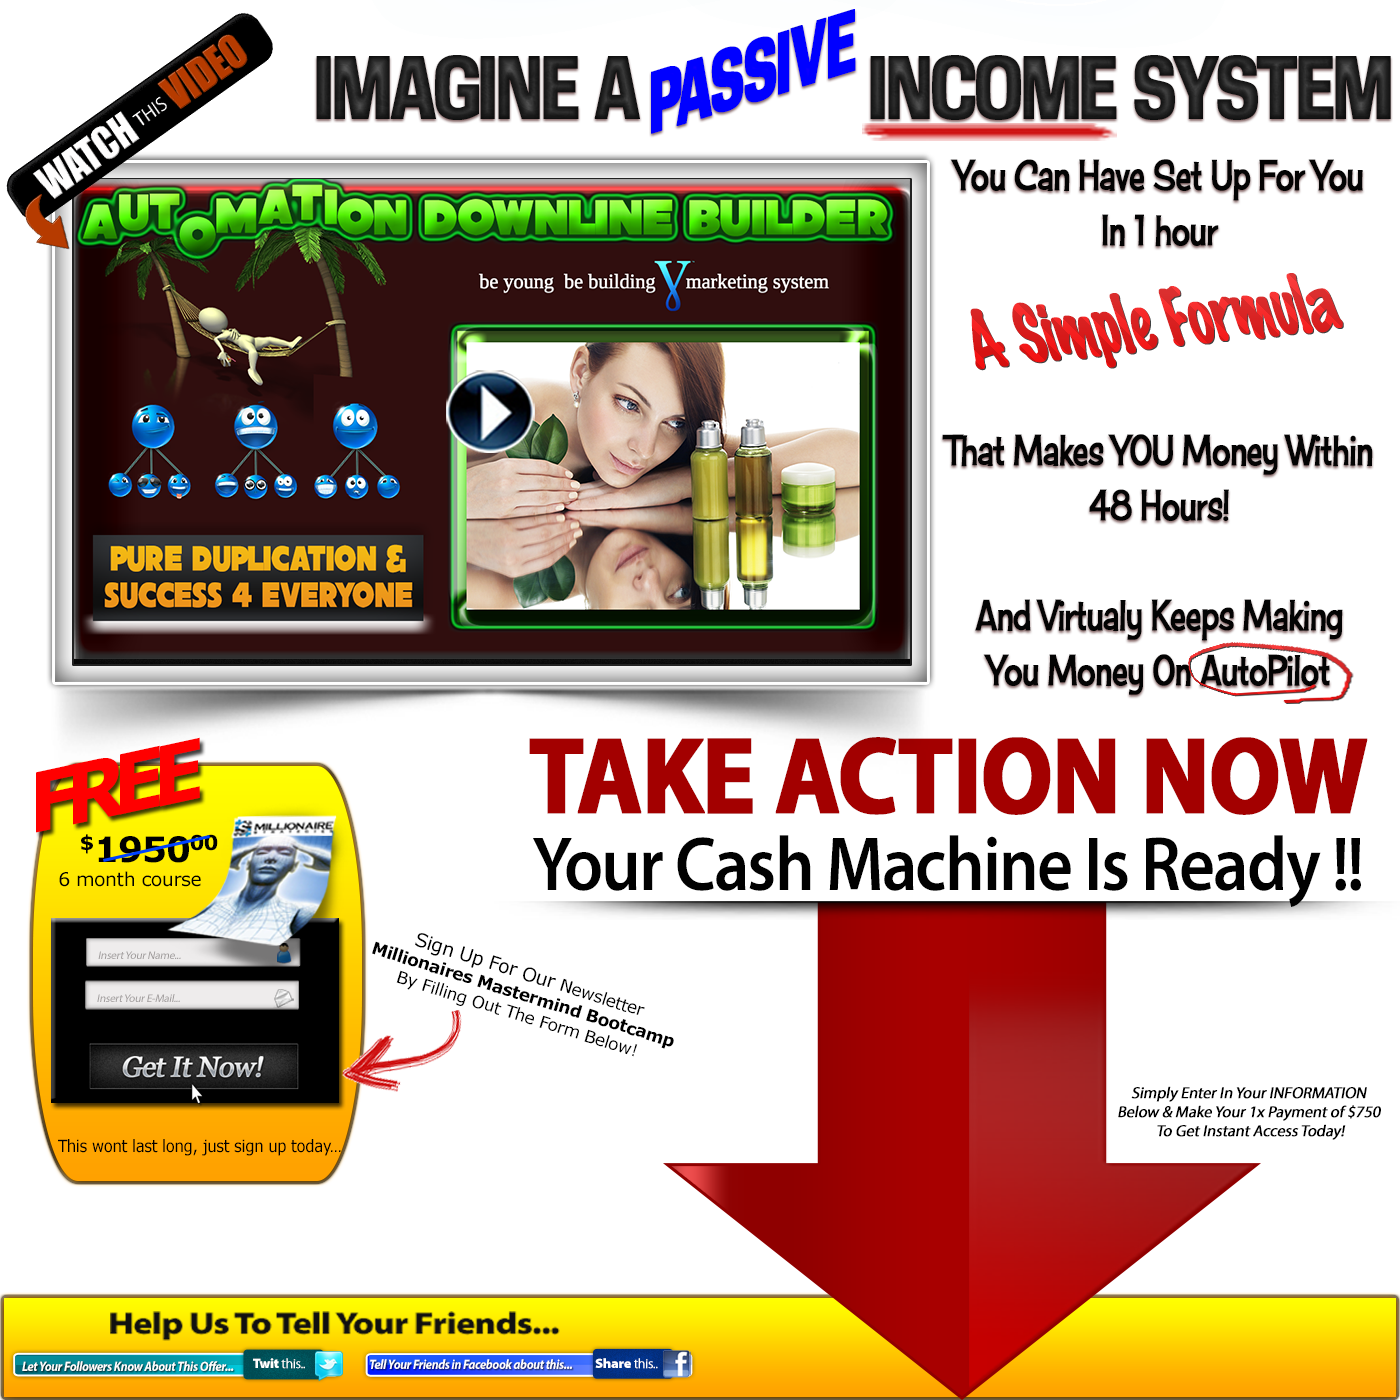 WATCH THIS VIDEO
IMAGINE A PASSIVE INCOME SYSTEM
AUTOMATION DOWNLINE BUILDER
be young be building Y marketing system
PURE DUPLICATION &
SUCCESS 4 EVERYONE
You Can Have Set Up For You
In 1 hour
A Simple Formula
That Makes YOU Money Within
48 Hours!
And Virtualy Keeps Making
You Money On AutoPilot
TAKE ACTION NOW
Your Cash Machine Is Ready !!
FREE
$195000
6 month course
MILLIONAIRE
STRATEGIES
Insert Your Name...
Insert Your E-Mail...
Get It Now!
This wont last long, just sign up today...
Sign Up For Our Newsletter
Millionaires Mastermind Bootcamp
By Filling Out The Form Below!
Simply Enter In Your INFORMATION
Below & Make Your 1x Payment of $750
To Get Instant Access Today!
Help Us To Tell Your Friends...
Let Your Followers Know About This Offer... Twit this..
Tell Your Friends in Facebook about this... Share this.. f